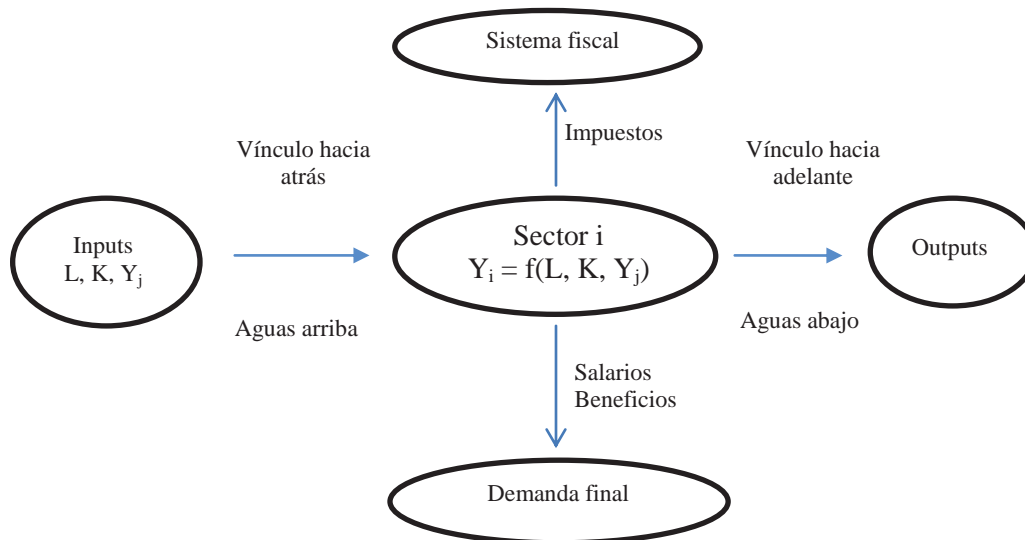 Sistema fiscal
Impuestos
Vínculo hacia
atrás
Vínculo hacia
adelante
Inputs
L, K, Yj
Sector i
Yi = f(L, K, Yj)
Outputs
Aguas arriba
Aguas abajo
Salarios
Beneficios
Demanda final